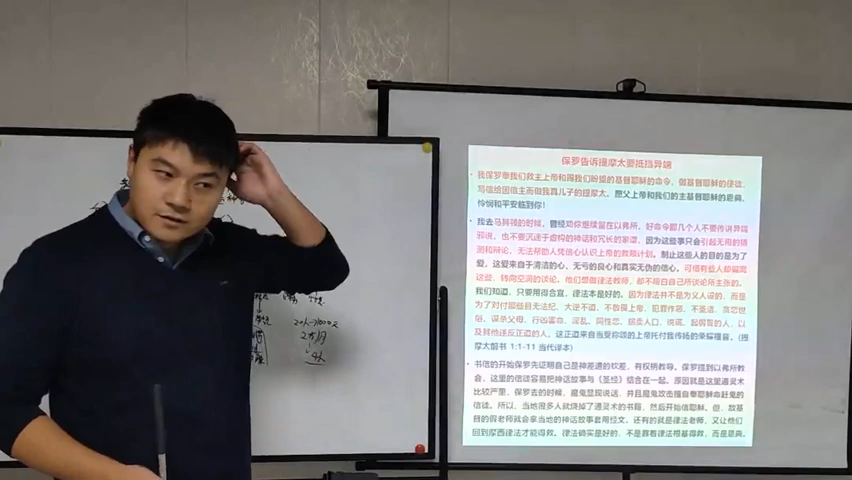 保罗告诉提摩太要抵挡异端
• 我保罗奉我们救主上帝和赐我们盼望的基督耶稣的命令，做基督耶稣的使徒，
写信给因信主而做我真儿子的提摩太。愿父上帝和我们的主基督耶稣的恩典、
怜悯和平安临到你！
• 我去马其顿的时候，曾经劝你继续留在以弗所，好命令那几个人不要传讲异端
邪说，也不要沉迷于虚构的神话和冗长的家谱，因为这些事只会引起无用的猜
测和辩论，无法帮助人凭信心认识上帝的救赎计划。制止这些人的目的是为了
爱，这爱来自于清洁的心、无亏的良心和真实无伪的信心。可惜有些人却偏离
这些，转向空洞的谈论。他们想做律法教师，却不明白自己所谈论所主张的。
我们知道，只要用得合宜，律法本是好的。因为律法并不是为义人设的，而是
为了对付那些目无法纪、大逆不道、不敬畏上帝、犯罪作恶、不圣洁、贪恋世
俗、谋杀父母、行凶害命、淫乱、同性恋、绑卖人口、说谎、起假誓的人，以
及其他违反正道的人。这正道来自当受称颂的上帝托付我传扬的荣耀福音。（提
摩太前书 1:1-11 当代译本）
• 书信的开始保罗先证明自己是神差遣的权差，有权柄教导。保罗提到以弗所教
会，这里的信徒容易把神话故事与《圣经》结合在一起。原因就是这里通灵术
比较严重，保罗去的时候，魔鬼显现说话，并且魔鬼攻击擅自奉耶稣命赶鬼的
信徒。所以，当地很多人就烧掉了通灵术的书籍，然后开始信耶稣。但，故基
目的假老师就会拿当地的神话故事套用经文，还有的就是律法老师，又让他们
回到摩西律法才能得救。律法确实是好的，不是靠着律法根基得救，而是恩典。
2个月